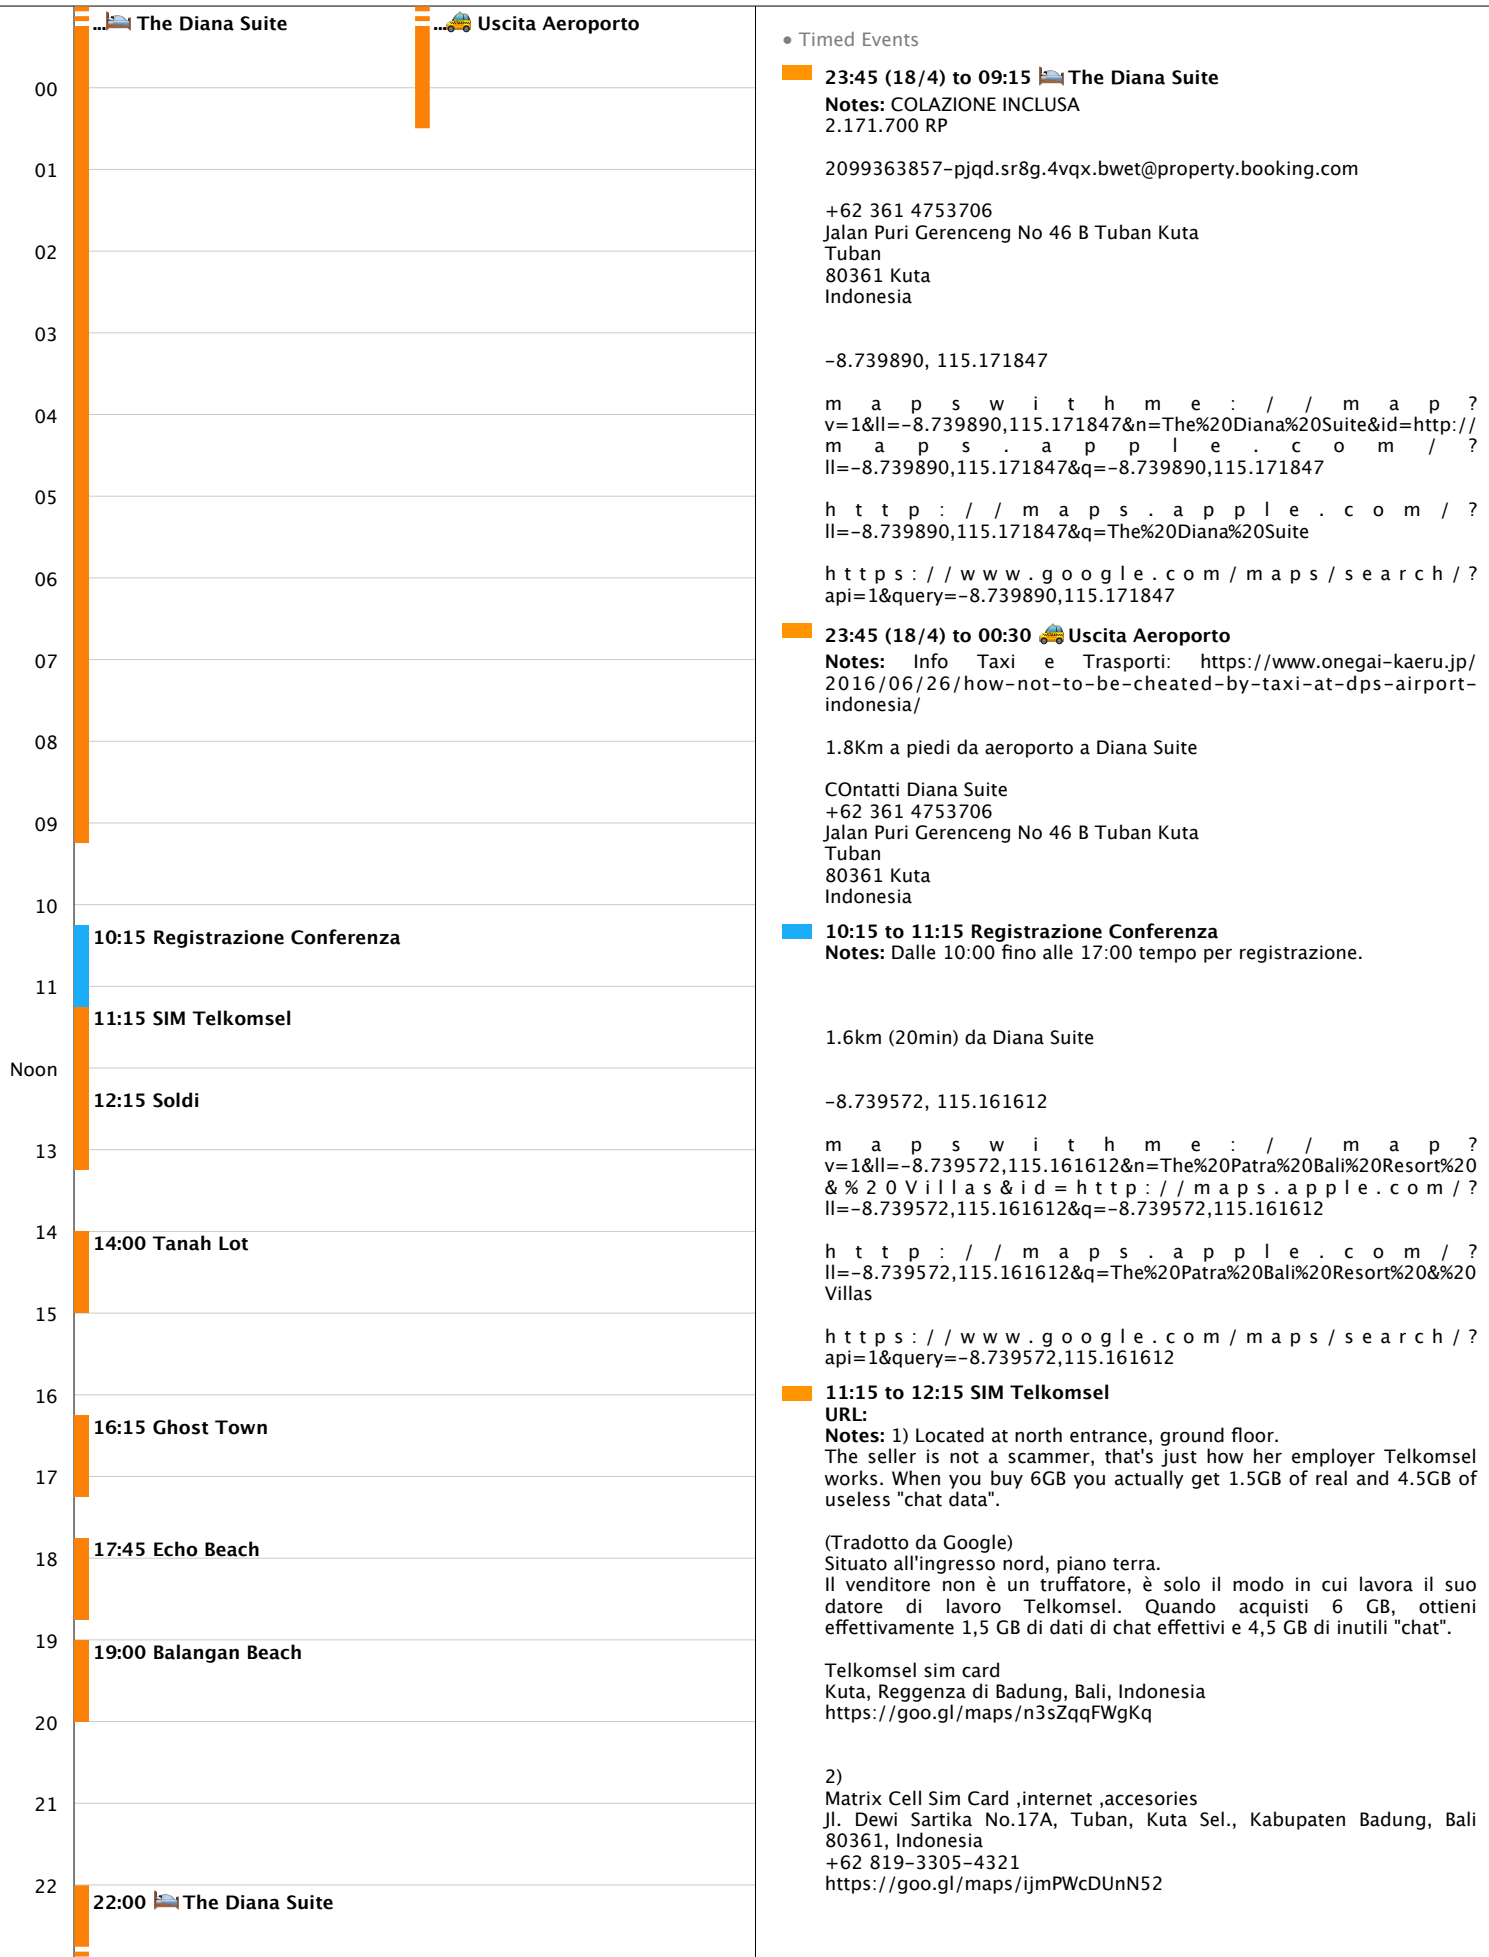 ...🛏 The Diana Suite
...🚕 Uscita Aeroporto
00
01
02
03
04
05
06
07
08
09
10
10:15 Registrazione Conferenza
11
11:15 SIM Telkomsel
Noon
12:15 Soldi
13
14
14:00 Tanah Lot
15
16
16:15 Ghost Town
17
17:45 Echo Beach
18
19
19:00 Balangan Beach
20
21
22
22:00 🛏 The Diana Suite
• Timed Events
23:45 (18/4) to 09:15 🛏 The Diana Suite
Notes: COLAZIONE INCLUSA
2.171.700 RP
2099363857-pjqd.sr8g.4vqx.bwet@property.booking.com
+62 361 4753706
Jalan Puri Gerenceng No 46 B Tuban Kuta
Tuban
80361 Kuta
Indonesia
-8.739890, 115.171847
mapswithme://map?
v=1&ll=-8.739890,115.171847&n=The%20Diana%20Suite&id=http://
maps.apple.com/?
ll=-8.739890,115.171847&q=-8.739890,115.171847
http://maps.apple.com/?
ll=-8.739890,115.171847&q=The%20Diana%20Suite
https://www.google.com/maps/search/?
api=1&query=-8.739890,115.171847
23:45 (18/4) to 00:30 🚕 Uscita Aeroporto
Notes: Info Taxi e Trasporti: https://www.onegai-kaeru.jp/
2016/06/26/how-not-to-be-cheated-by-taxi-at-dps-airport-
indonesia/
1.8Km a piedi da aeroporto a Diana Suite
COntatti Diana Suite
+62 361 4753706
Jalan Puri Gerenceng No 46 B Tuban Kuta
Tuban
80361 Kuta
Indonesia
10:15 to 11:15 Registrazione Conferenza
Notes: Dalle 10:00 fino alle 17:00 tempo per registrazione.
1.6km (20min) da Diana Suite
-8.739572, 115.161612
mapswithme://map?
v=1&ll=-8.739572,115.161612&n=The%20Patra%20Bali%20Resort%20
&%20Villas&id=http://maps.apple.com/?
ll=-8.739572,115.161612&q=-8.739572,115.161612
http://maps.apple.com/?
ll=-8.739572,115.161612&q=The%20Patra%20Bali%20Resort%20&%20
Villas
https://www.google.com/maps/search/?
api=1&query=-8.739572,115.161612
11:15 to 12:15 SIM Telkomsel
URL:
Notes: 1) Located at north entrance, ground floor.
The seller is not a scammer, that's just how her employer Telkomsel
works. When you buy 6GB you actually get 1.5GB of real and 4.5GB of
useless "chat data".
(Tradotto da Google)
Situato all'ingresso nord, piano terra.
Il venditore non è un truffatore, è solo il modo in cui lavora il suo
datore di lavoro Telkomsel. Quando acquisti 6 GB, ottieni
effettivamente 1,5 GB di dati di chat effettivi e 4,5 GB di inutili "chat".
Telkomsel sim card
Kuta, Reggenza di Badung, Bali, Indonesia
https://goo.gl/maps/n3sZqqFWgKq
2)
Matrix Cell Sim Card ,internet ,accesories
Jl. Dewi Sartika No.17A, Tuban, Kuta Sel., Kabupaten Badung, Bali
80361, Indonesia
+62 819-3305-4321
https://goo.gl/maps/ijmPWcDUnN52